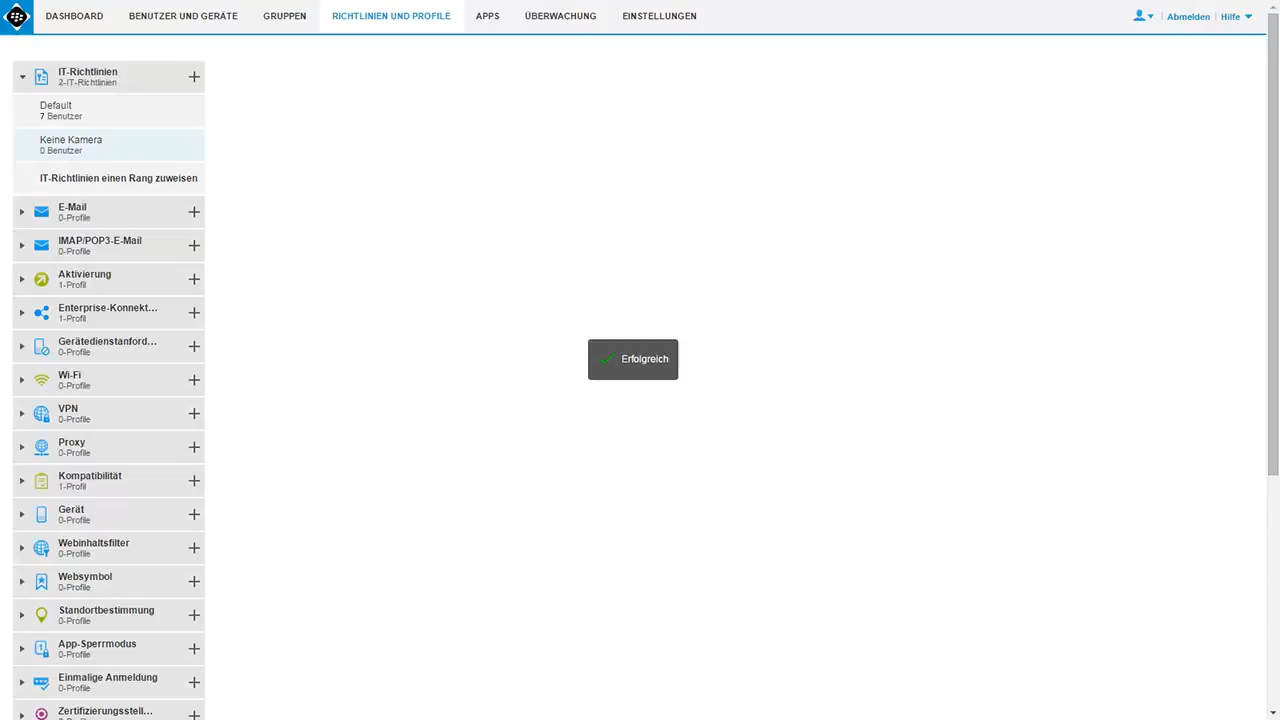 DASHBOARD BENUTZER UND GERÄTE GRUPPEN RICHTLINIEN UND PROFILE APPS ÜBERWACHUNG EINSTELLUNGEN Abmelden Hilfe
IT-Richtlinien
2-IT-Richtlinien
Default
7 Benutzer
Keine Kamera
0 Benutzer
IT-Richtlinien einen Rang zuweisen
E-Mail
0-Profile
IMAP/POP3-E-Mail
0-Profile
Aktivierung
1-Profil
Enterprise-Konnekt...
1-Profil
Gerätedienstanford...
0-Profile
Erfolgreich
Wi-Fi
0-Profile
VPN
0-Profile
Proxy
0-Profile
Kompatibilität
1-Profil
Gerät
0-Profile
Webinhaltsfilter
0-Profile
Websymbol
0-Profile
Standortbestimmung
0-Profile
App-Sperrmodus
0-Profile
Einmalige Anmeldung
0-Profile
Zertifizierungsstell...